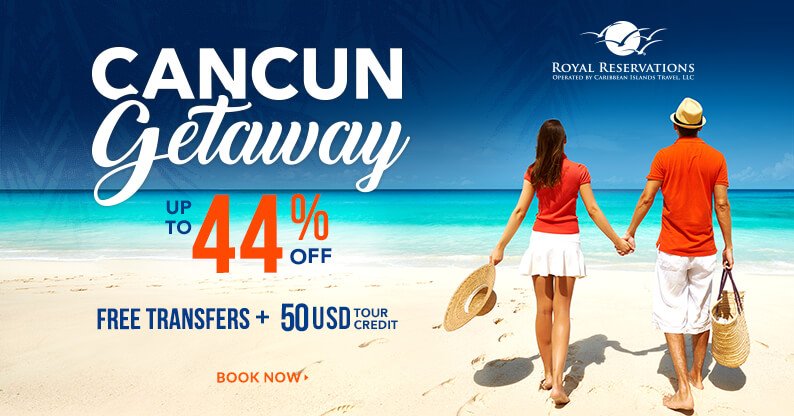 CANCUN
Getaway
UP TO 44% OFF
FREE TRANSFERS + 50 USD TOUR CREDIT
BOOK NOW
ROYAL RESERVATIONS
OPERATED BY CARIBBEAN ISLANDS TRAVEL, LLC